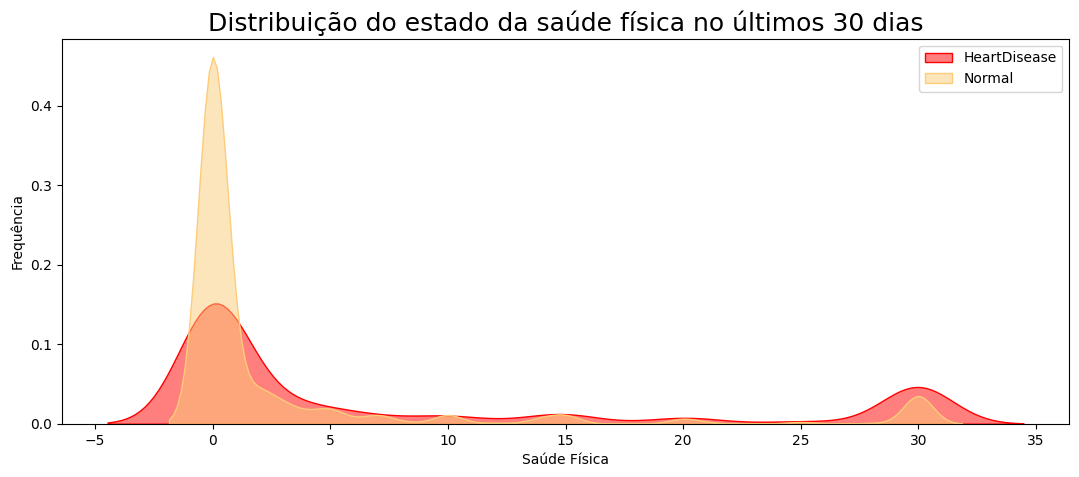 Distribuição do estado da saúde física no últimos 30 dias
HeartDisease
Normal
Frequência
0.4
0.3
0.2
0.1
0.0
−5
0
5
10
15
20
25
30
35
Saúde Física